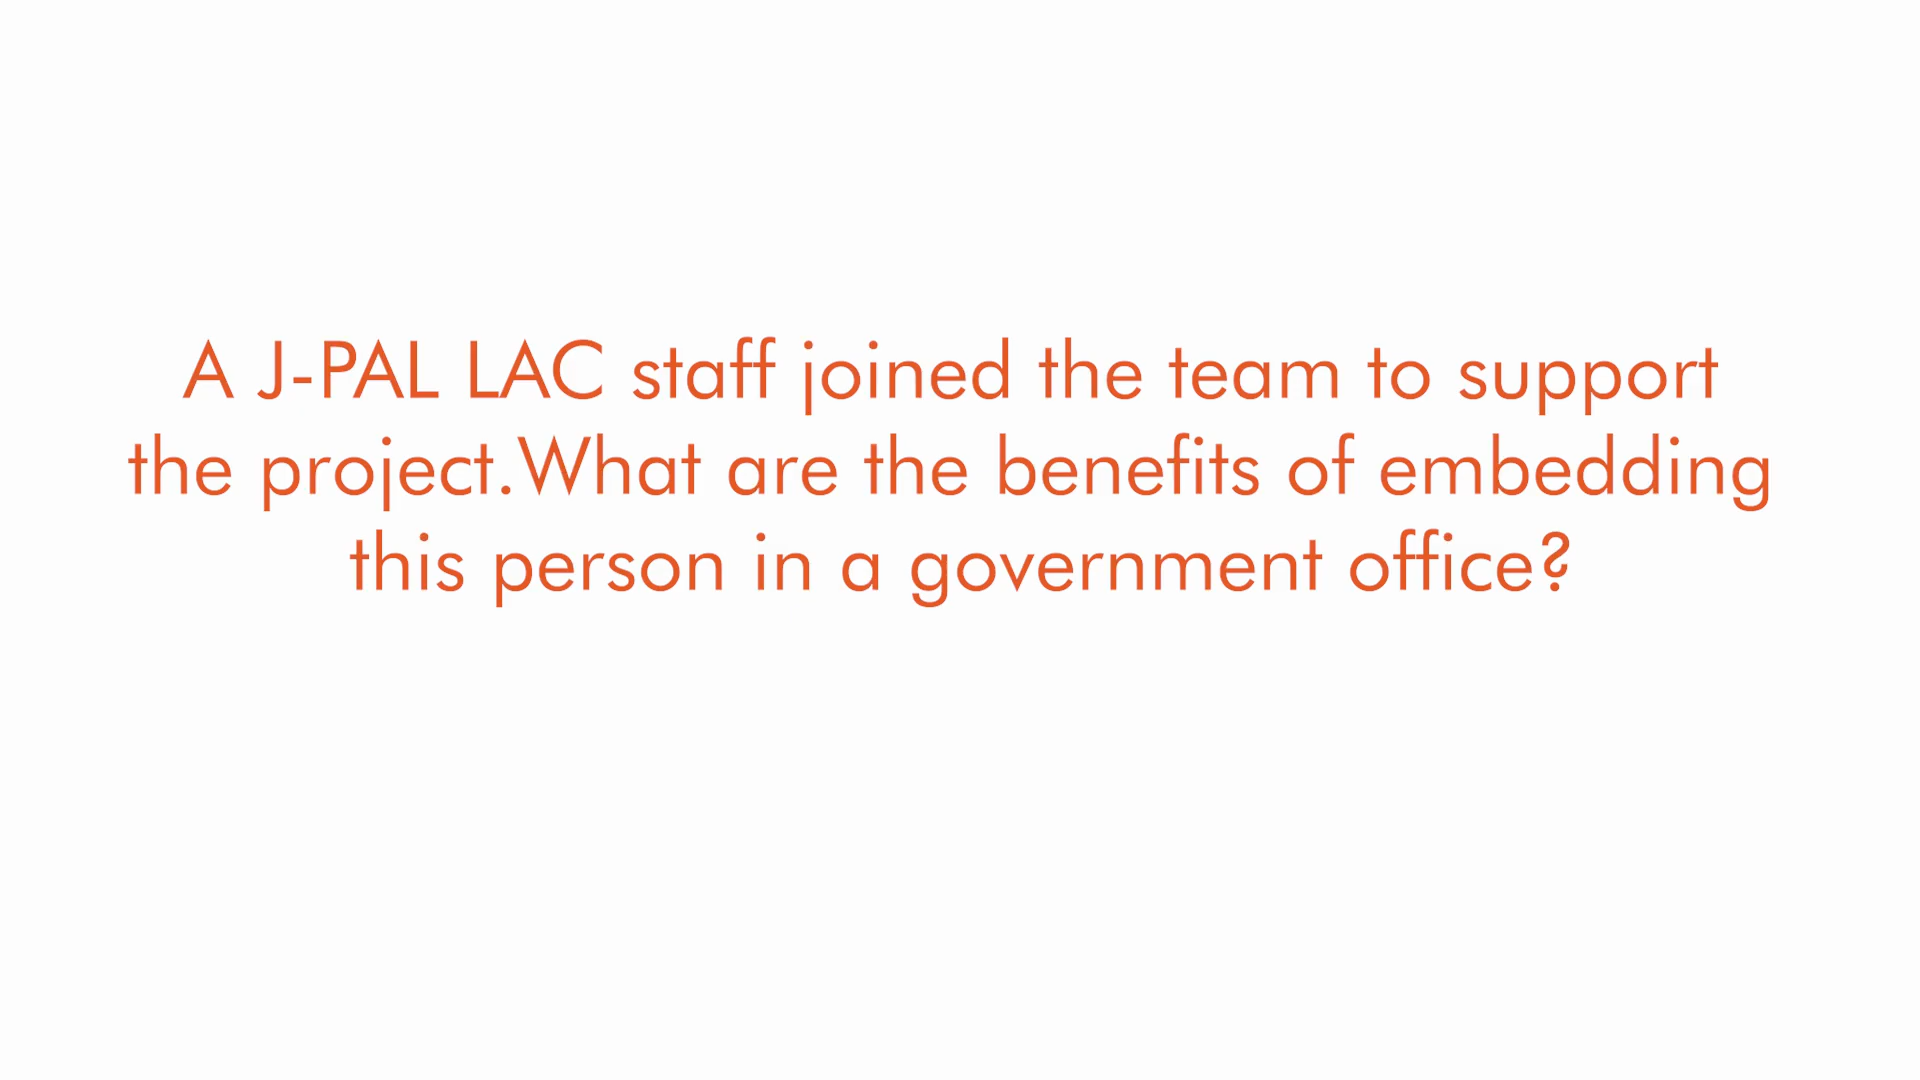 A J-PAL LAC staff joined the team to support
the project.What are the benefits of embedding
this person in a government office?